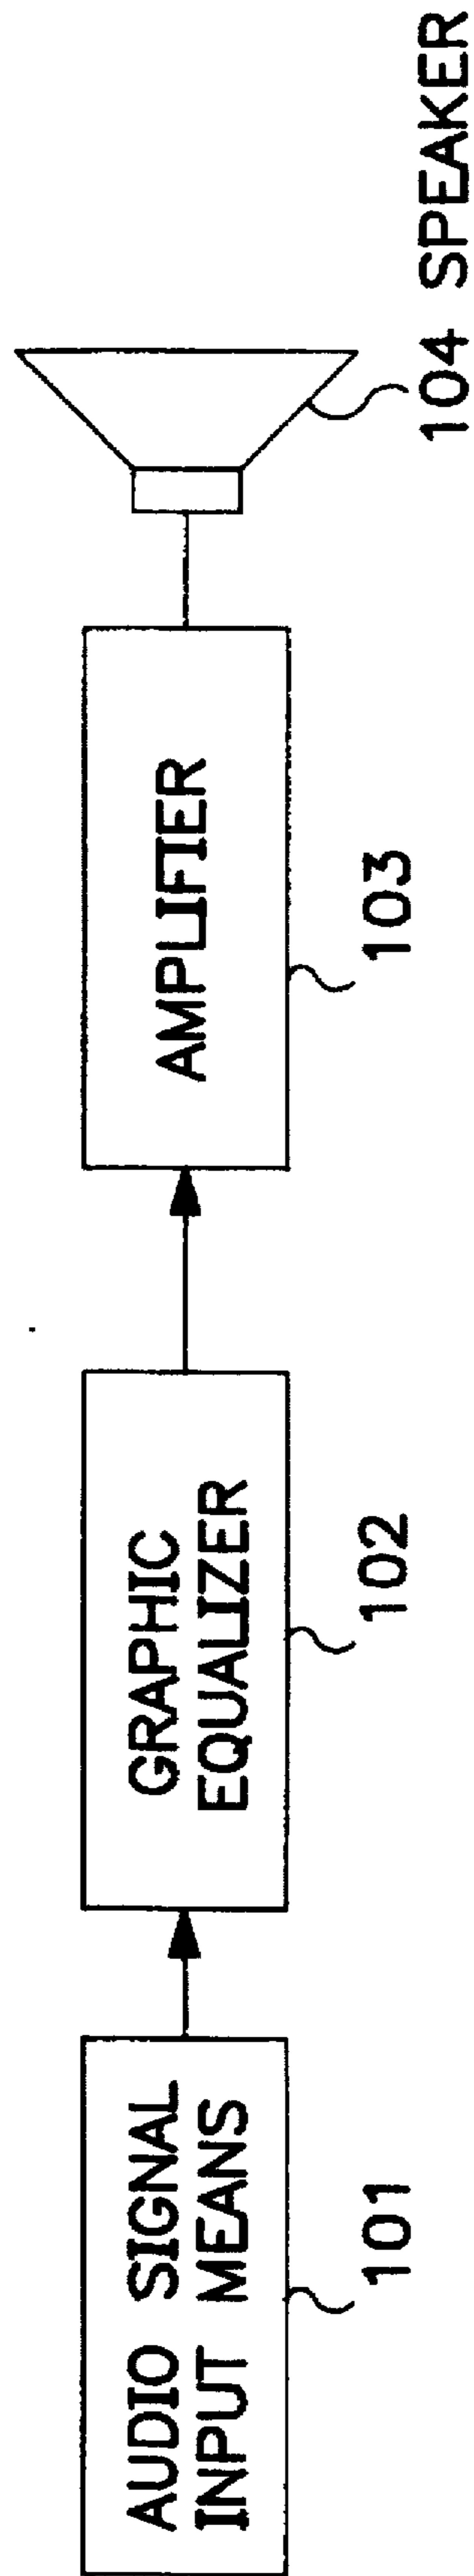 AUDIO SIGNAL
INPUT MEANS
101
GRAPHIC
EQUALIZER
102
AMPLIFIER
103
104 SPEAKER